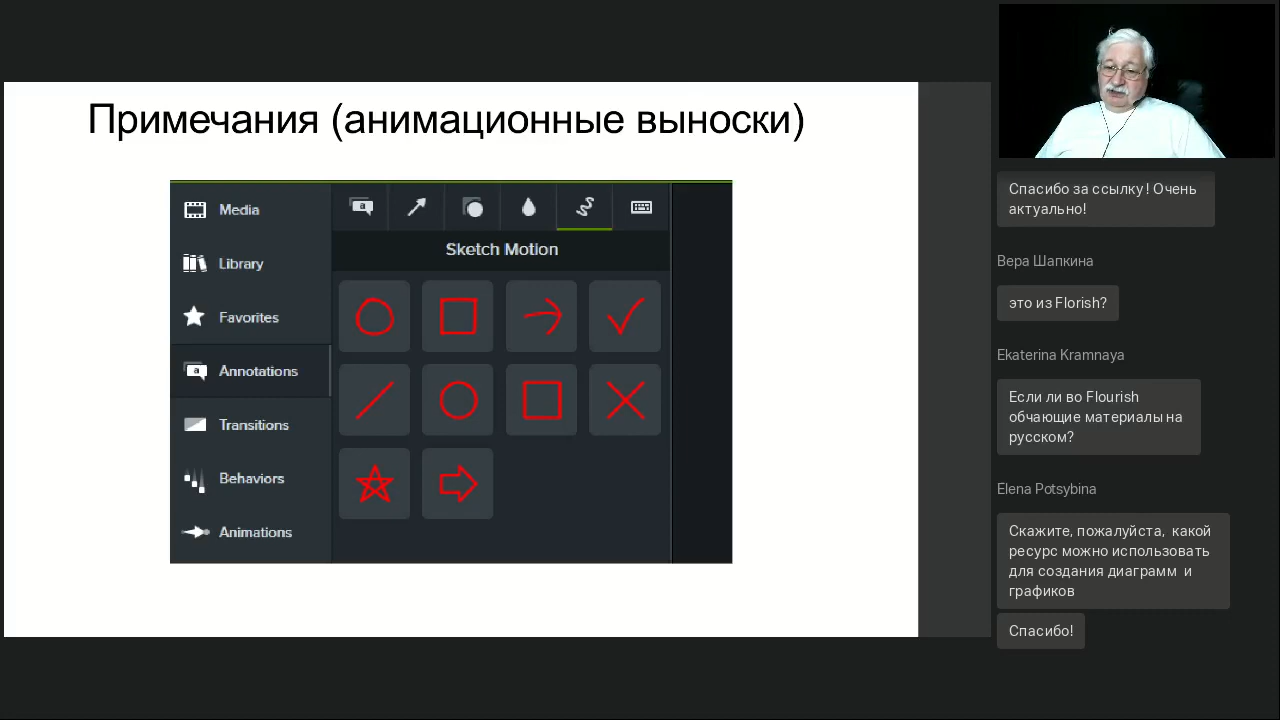 Примечания (анимационные выноски)
Media
Library
Favorites
Annotations
Transitions
Behaviors
Animations
a
Sketch Motion
a
Спасибо за ссылку! Очень
актуально!
Вера Шапкина
это из Florish?
Ekaterina Kramnaya
Если ли во Flourish
обчающие материалы на
русском?
Elena Potsybina
Скажите, пожалуйста, какой
ресурс можно использовать
для создания диаграмм и
графиков
Спасибо!